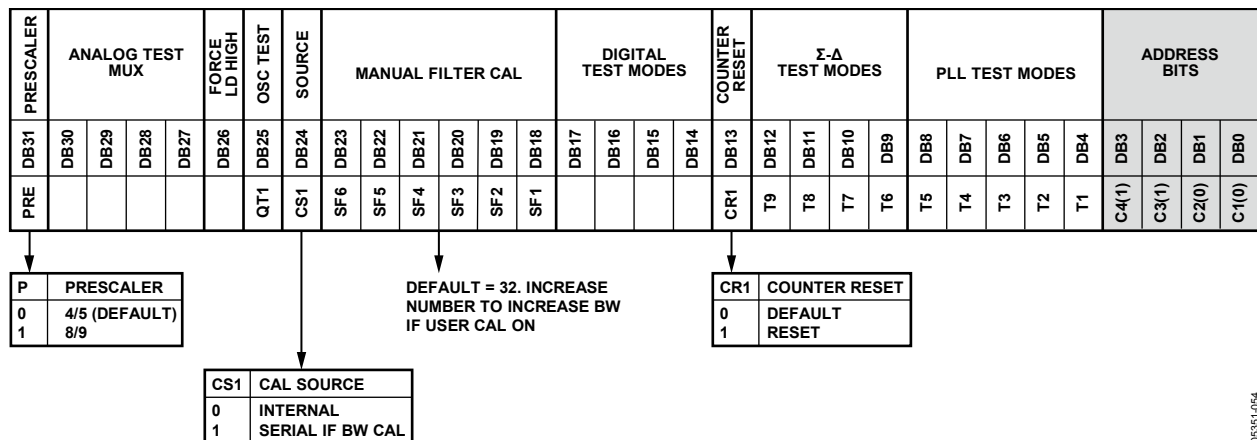 PRESCALER
ANALOG TEST
MUX
FORCE
LD HIGH
OSC TEST
SOURCE
MANUAL FILTER CAL
DIGITAL
TEST MODES
COUNTER
RESET
Σ-Δ
TEST MODES
PLL TEST MODES
ADDRESS
BITS
DB31 DB30 DB29 DB28 DB27 DB26 DB25 DB24 DB23 DB22 DB21 DB20 DB19 DB18 DB17 DB16 DB15 DB14 DB13 DB12 DB11 DB10 DB9 DB8 DB7 DB6 DB5 DB4 DB3 DB2 DB1 DB0
PRE QT1 CS1 SF6 SF5 SF4 SF3 SF2 SF1 CR1 T9 T8 T7 T6 T5 T4 T3 T2 T1 C4(1) C3(1) C2(0) C1(0)
P PRESCALER
0 4/5 (DEFAULT)
1 8/9
DEFAULT = 32. INCREASE
NUMBER TO INCREASE BW
IF USER CAL ON
CR1 COUNTER RESET
0 DEFAULT
1 RESET
CS1 CAL SOURCE
0 INTERNAL
1 SERIAL IF BW CAL
05351-054